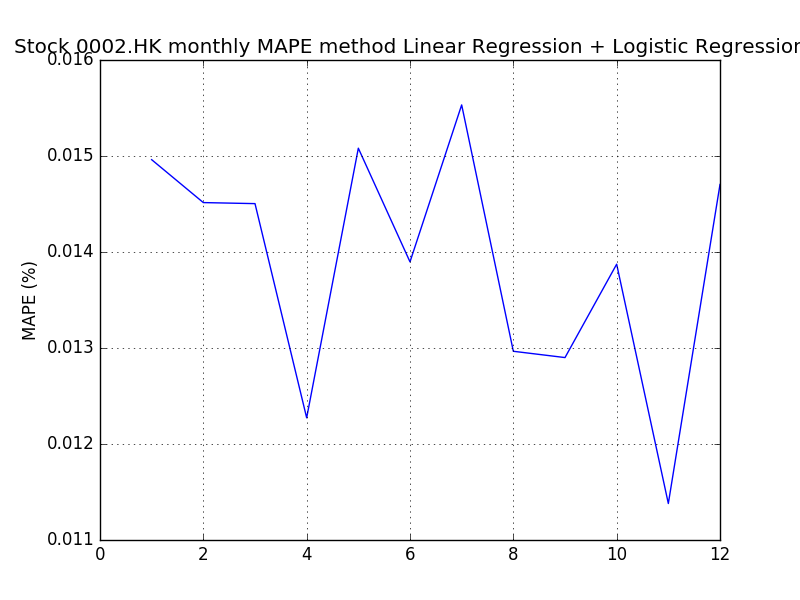 Stock 0002.HK monthly MAPE method Linear Regression + Logistic Regression
0.016
0.015
0.014
0.013
0.012
0.011
MAPE (%)
0 2 4 6 8 10 12